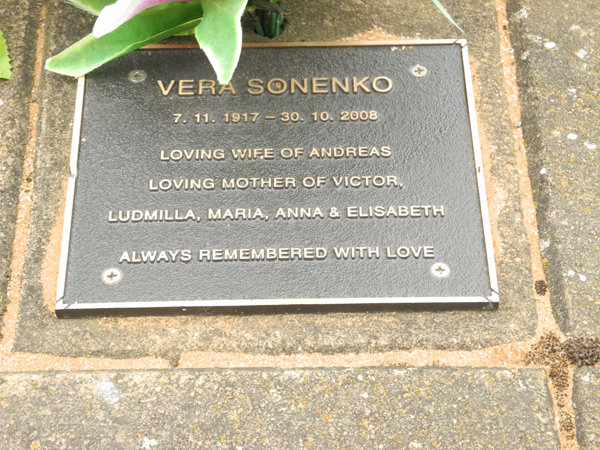 VERA SONENKO
7. 11. 1917 – 30. 10. 2008
LOVING WIFE OF ANDREAS
LOVING MOTHER OF VICTOR,
LUDMILLA, MARIA, ANNA & ELISABETH
ALWAYS REMEMBERED WITH LOVE